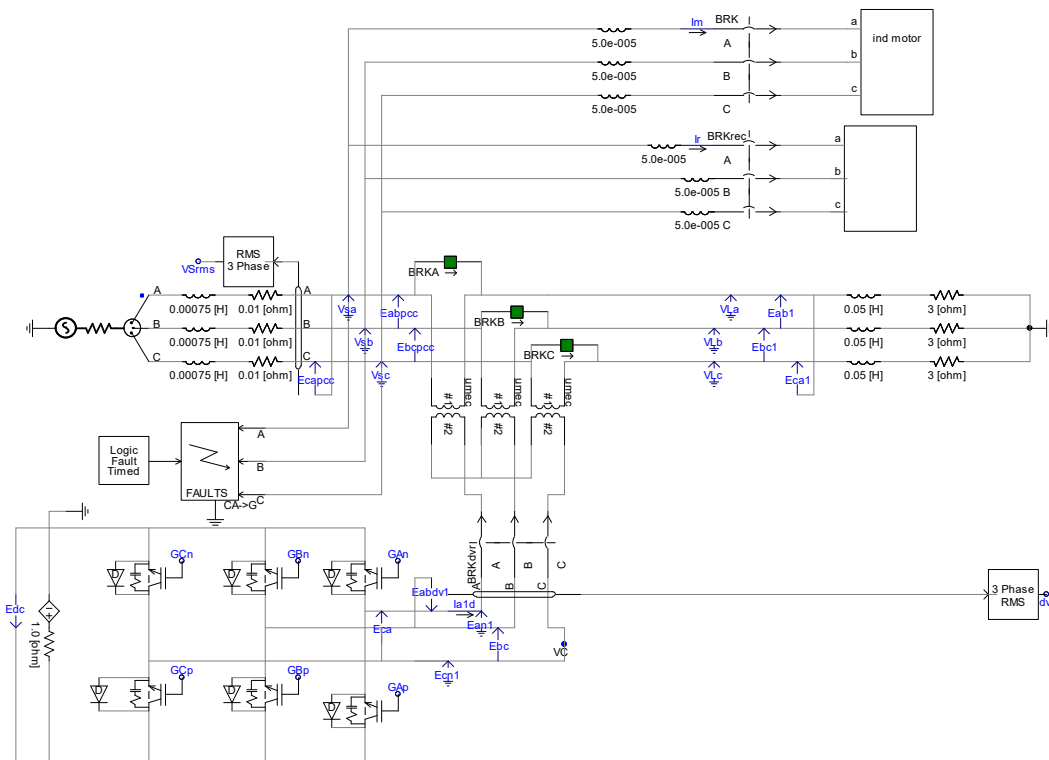 Im
BRK
a
ind motor
5.0e-005
A
b
5.0e-005
B
c
5.0e-005
C
Ir
BRKrec
a
5.0e-005
A
b
5.0e-005
B
c
5.0e-005
C
RMS
3 Phase
VSrms
BRKA
A
0.00075 [H]
0.01 [ohm]
A
Vsa
Eabpcc
BRKB
VLa
Eab1
0.05 [H]
3 [ohm]
S
B
0.00075 [H]
0.01 [ohm]
B
Vsb
Ebcpcc
BRKC
VLb
Ebc1
0.05 [H]
3 [ohm]
C
0.00075 [H]
0.01 [ohm]
C
Ecapcc
Vsc
VLc
Eca1
0.05 [H]
3 [ohm]
#1
#2
umec
#1
#2
umec
#1
#2
umec
Logic
Fault
Timed
FAULTS
A
B
C
CA->G
BRKdvr
A
B
C
A
B
C
GCn
GBn
GAn
D
D
D
Edc
1.0 [ohm]
Eabdv1
Ia1d
Ean1
Eca
Ebc
VC
Ecn1
3 Phase
RMS
dv
GCp
GBp
GAp
D
D
D